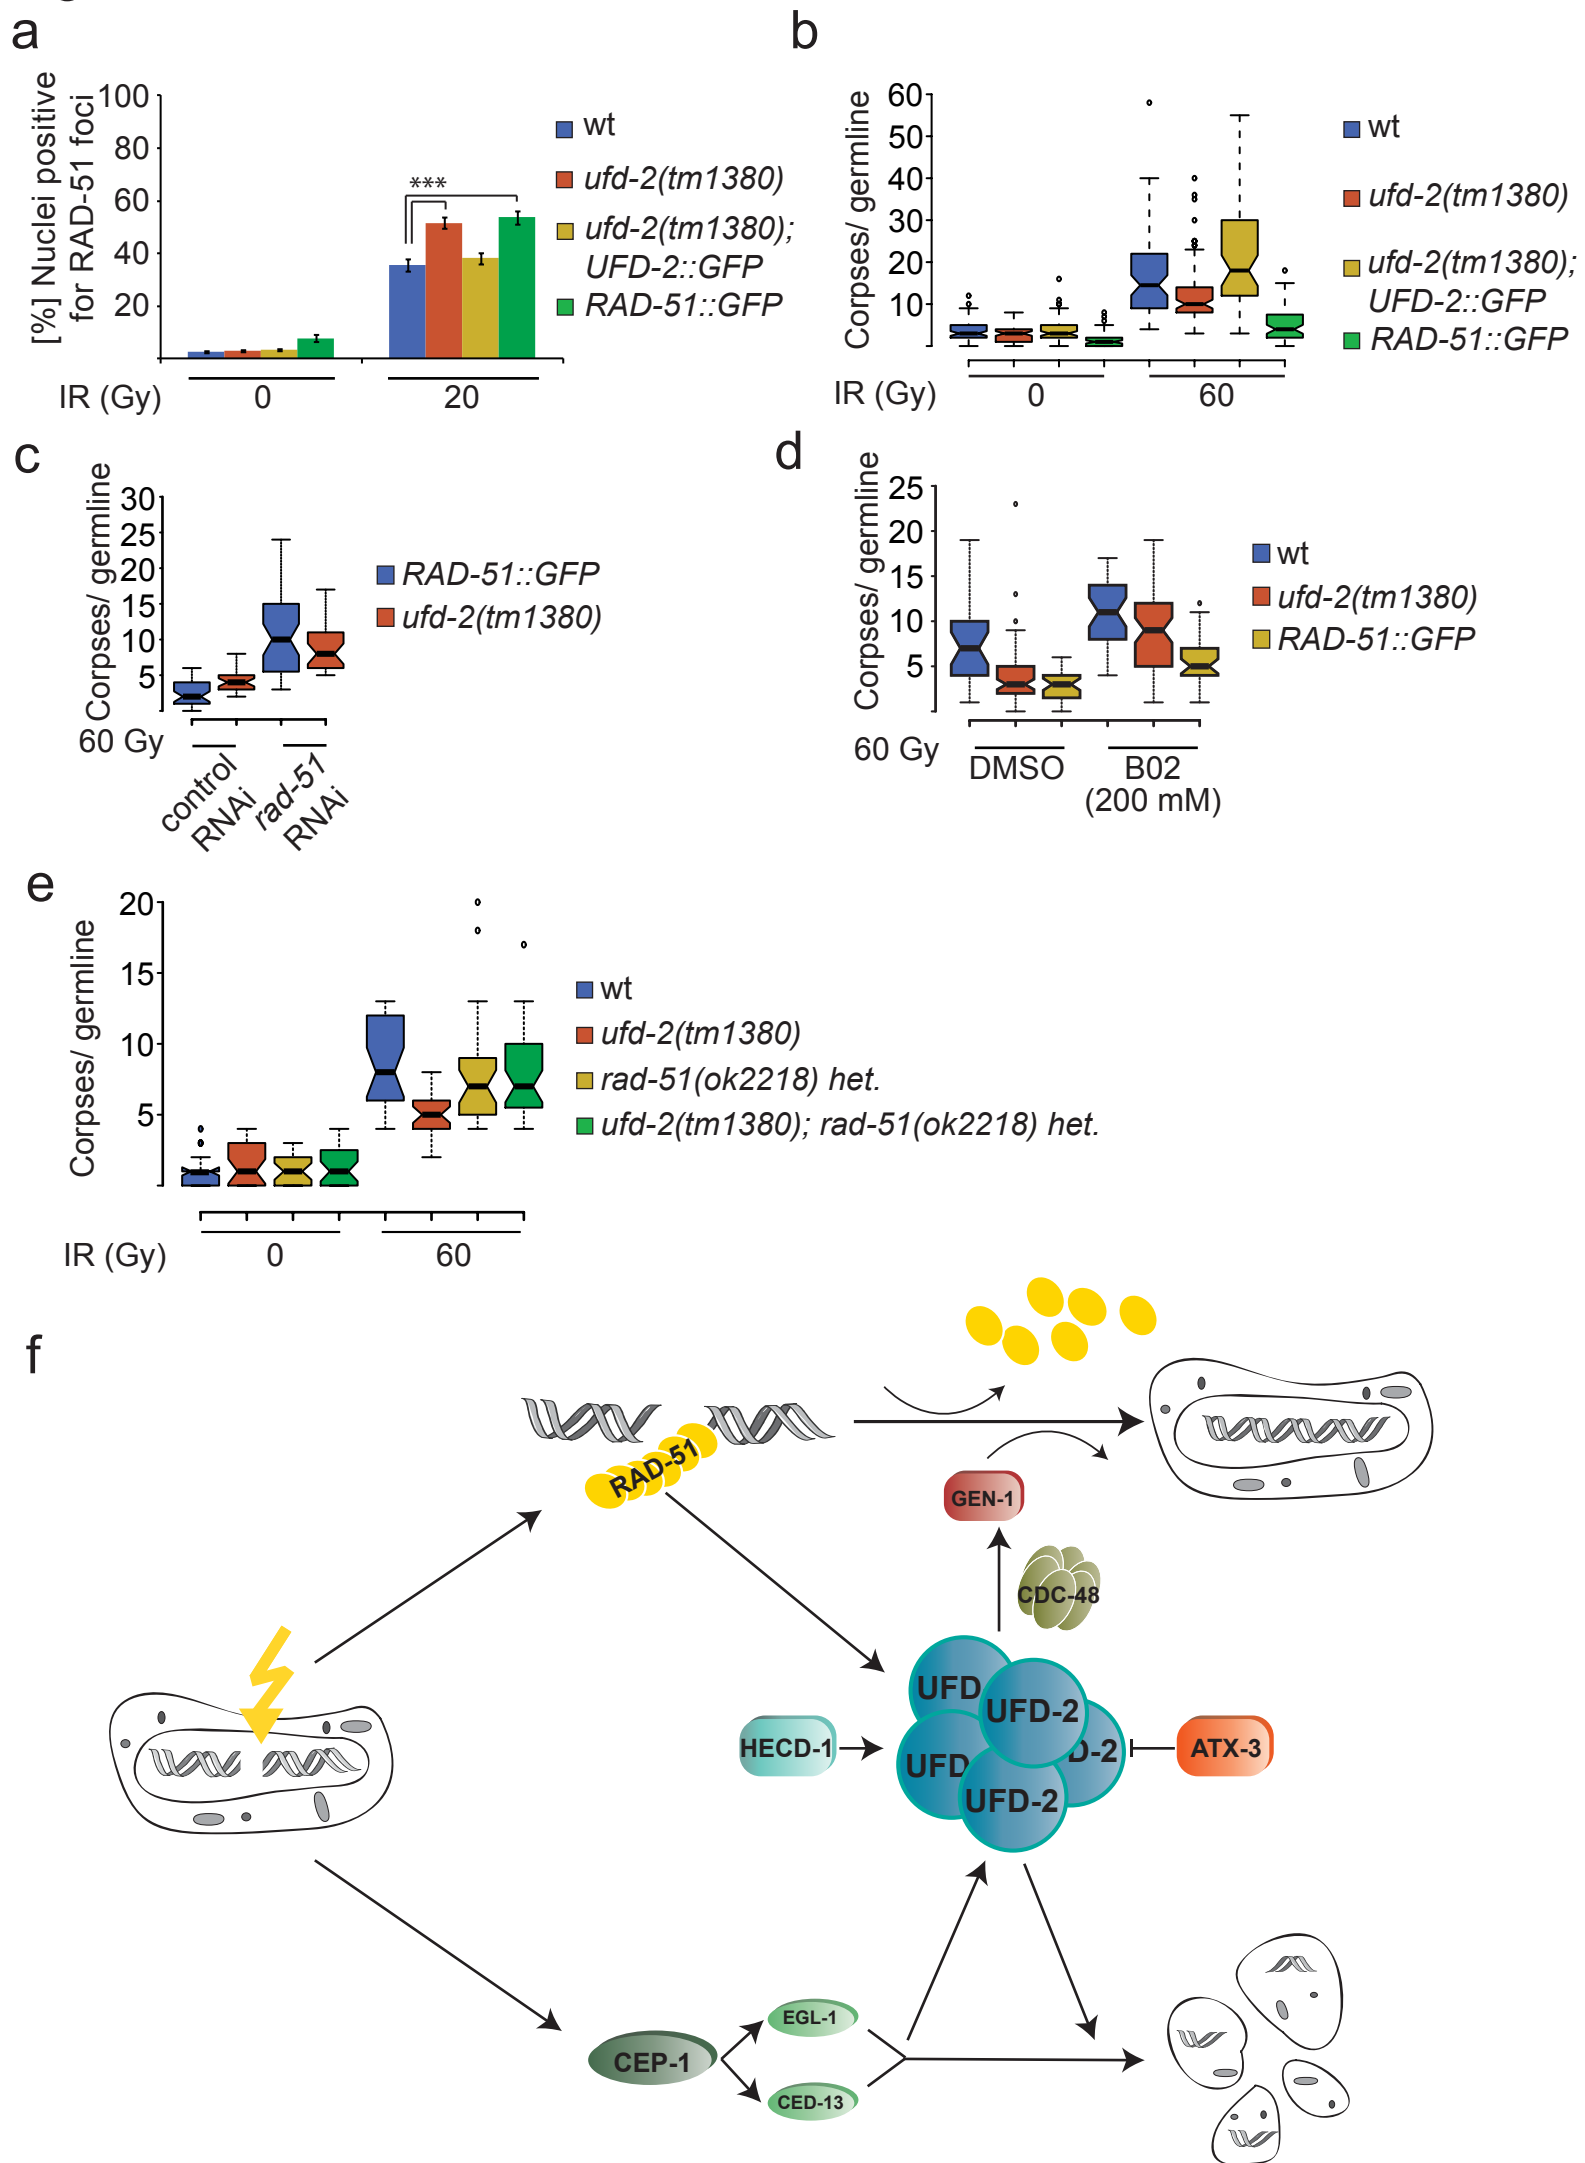 a
[%] Nuclei positive
for RAD-51 foci
100
80
60
40
20
***
wt
ufd-2(tm1380)
ufd-2(tm1380);
UFD-2::GFP
RAD-51::GFP
IR (Gy)
0
20
b
Corpses/ germline
60
50
40
30
20
10
wt
ufd-2(tm1380)
ufd-2(tm1380);
UFD-2::GFP
RAD-51::GFP
IR (Gy)
0
60
c
Corpses/ germline
30
25
20
15
10
5
RAD-51::GFP
ufd-2(tm1380)
60 Gy
control
RNAi
rad-51
RNAi
d
Corpses/ germline
25
20
15
10
5
wt
ufd-2(tm1380)
RAD-51::GFP
60 Gy
DMSO
B02
(200 mM)
e
Corpses/ germline
20
15
10
5
wt
ufd-2(tm1380)
rad-51(ok2218) het.
ufd-2(tm1380); rad-51(ok2218) het.
IR (Gy)
0
60
f
RAD-51
GEN-1
CDC-48
UFD
UFD-2
HECD-1
UFD
D-2
ATX-3
UFD-2
EGL-1
CEP-1
CED-13